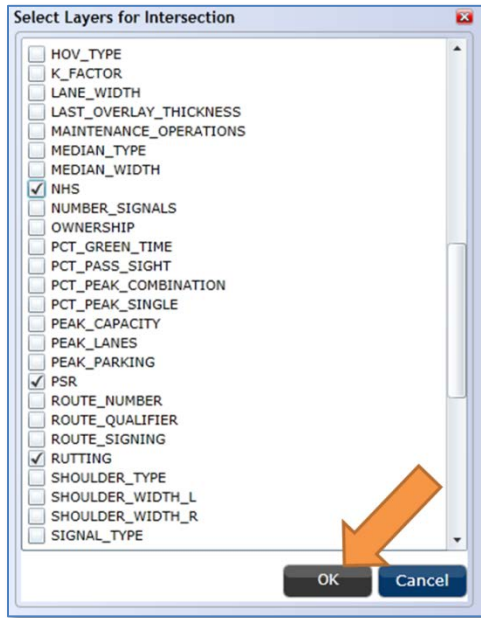 Select Layers for Intersection
HOV_TYPE
K_FACTOR
LANE_WIDTH
LAST_OVERLAY_THICKNESS
MAINTENANCE_OPERATIONS
MEDIAN_TYPE
MEDIAN_WIDTH
NHS
NUMBER_SIGNALS
OWNERSHIP
PCT_GREEN_TIME
PCT_PASS_SIGHT
PCT_PEAK_COMBINATION
PCT_PEAK_SINGLE
PEAK_CAPACITY
PEAK_LANES
PEAK_PARKING
PSR
ROUTE_NUMBER
ROUTE_QUALIFIER
ROUTE_SIGNING
RUTTING
SHOULDER_TYPE
SHOULDER_WIDTH_L
SHOULDER_WIDTH_R
SIGNAL_TYPE
OK Cancel